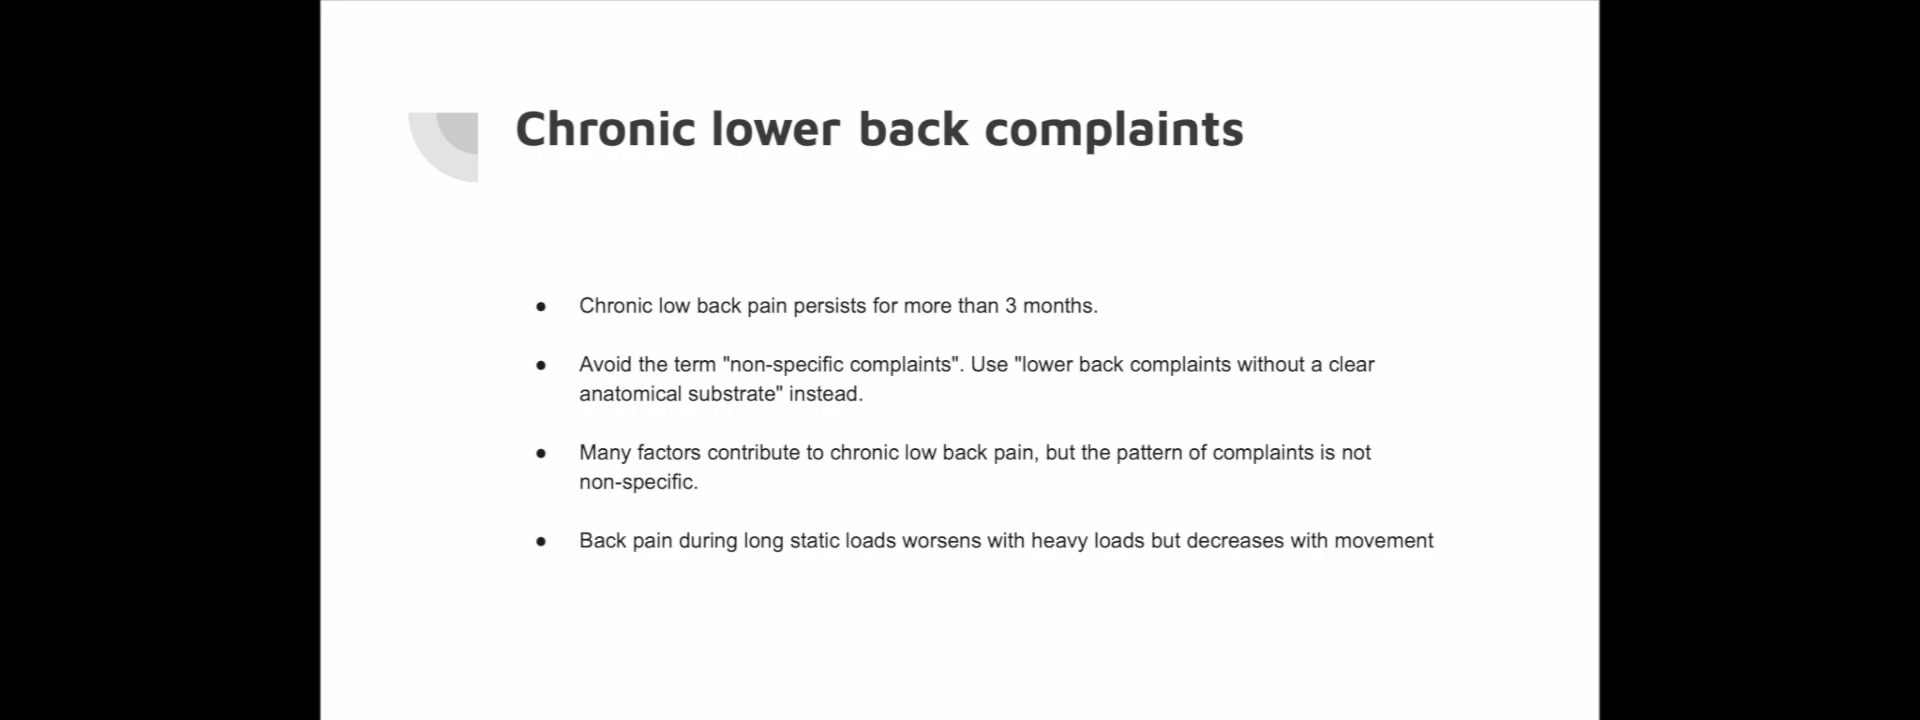 Chronic lower back complaints
● Chronic low back pain persists for more than 3 months.
● Avoid the term "non-specific complaints". Use "lower back complaints without a clear
anatomical substrate" instead.
● Many factors contribute to chronic low back pain, but the pattern of complaints is not
non-specific.
● Back pain during long static loads worsens with heavy loads but decreases with movement